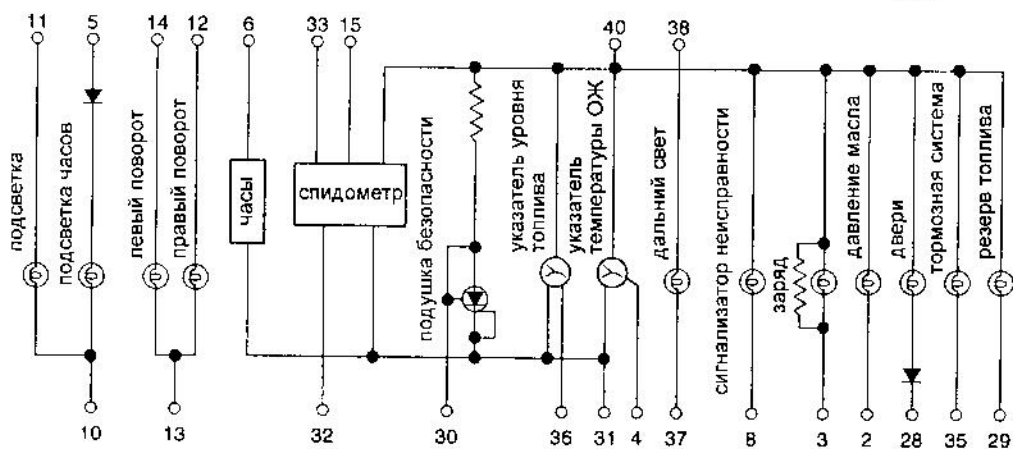 11
5
14
12
6
33
15
40
38
подсветка
подсветка часов
левый поворот
правый поворот
часы
спидометр
подушка безопасности
указатель уровня
топлива
указатель
температуры ОЖ
дальний свет
сигнализатор неисправности
заряд
давление масла
двери
тормозная система
резерв топлива
10
13
32
30
36
31
4
37
8
3
2
28
35
29